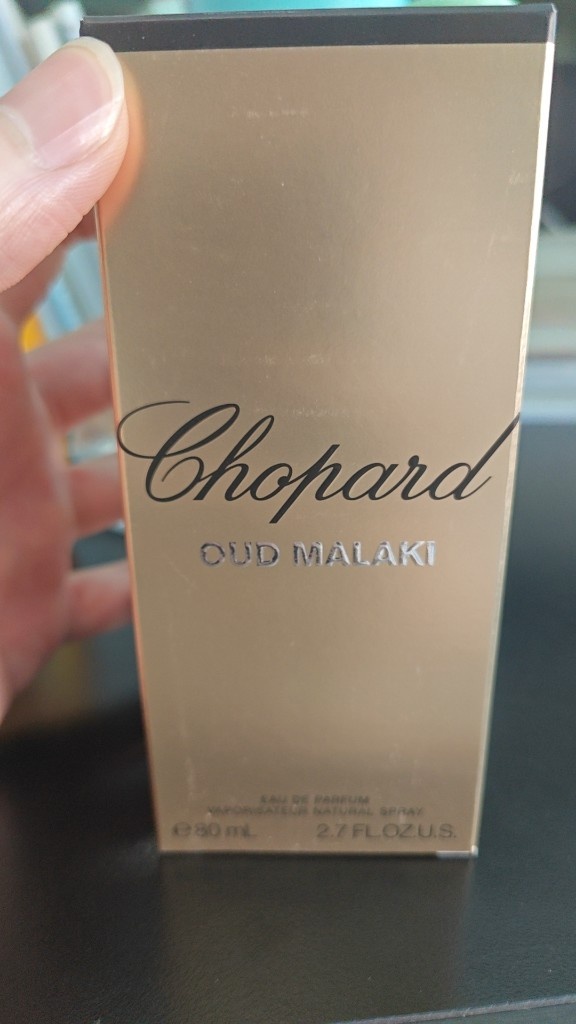 Chopard
OUD MALAKI
EAU DE PARFUM
VAPORISATEUR NATURAL SPRAY
℮ 80 mL 2.7 FL.OZ.U.S.